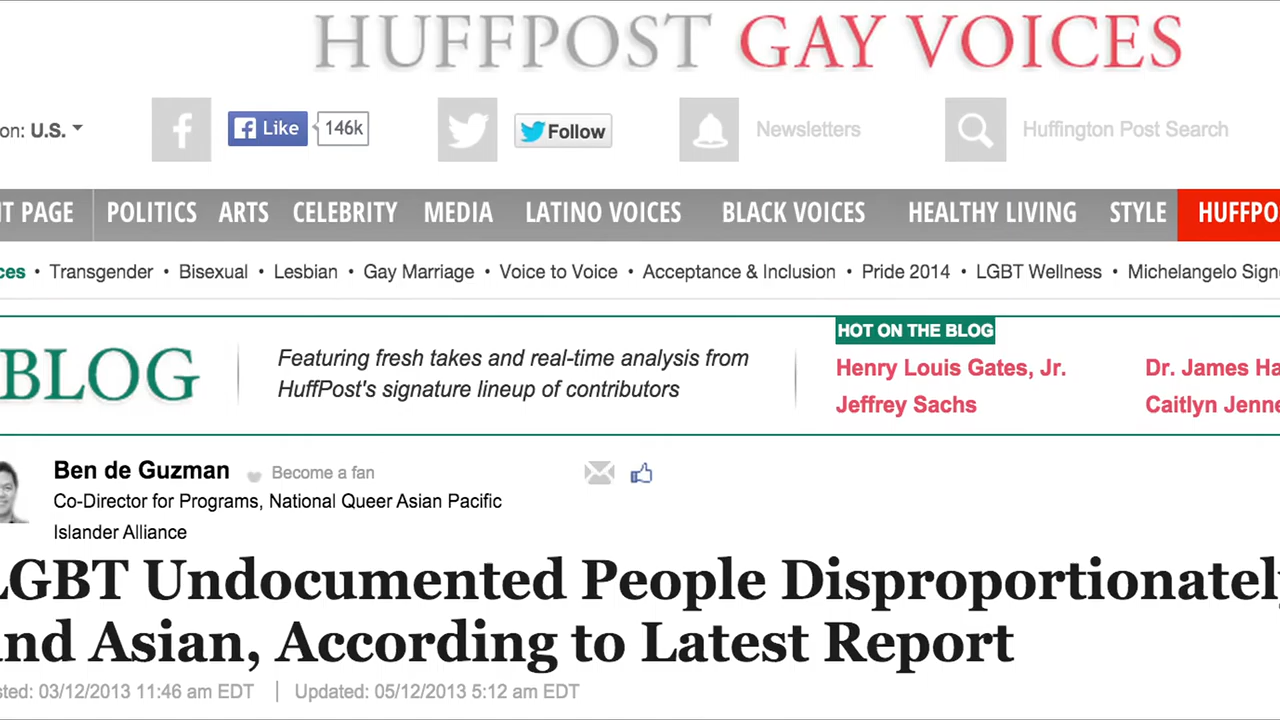 HUFFPOST GAY VOICES
on: U.S.
Like 146k Follow Newsletters Huffington Post Search
T PAGE POLITICS ARTS CELEBRITY MEDIA LATINO VOICES BLACK VOICES HEALTHY LIVING STYLE HUFFPO
ces • Transgender • Bisexual • Lesbian • Gay Marriage • Voice to Voice • Acceptance & Inclusion • Pride 2014 • LGBT Wellness • Michelangelo Sign
HOT ON THE BLOG
BLOG Featuring fresh takes and real-time analysis from
HuffPost's signature lineup of contributors
Henry Louis Gates, Jr. Dr. James Ha
Jeffrey Sachs Caitlyn Jenne
Ben de Guzman Become a fan
Co-Director for Programs, National Queer Asian Pacific
Islander Alliance
LGBT Undocumented People Disproportionately
nd Asian, According to Latest Report
sted: 03/12/2013 11:46 am EDT | Updated: 05/12/2013 5:12 am EDT